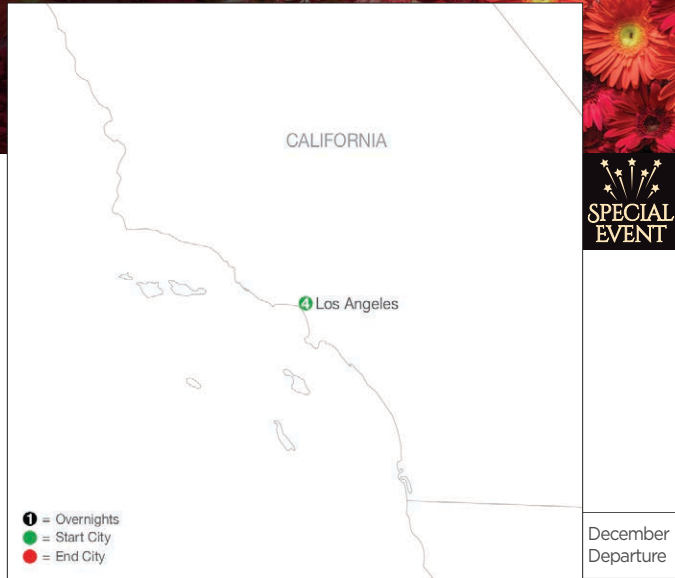 CALIFORNIA
SPECIAL
EVENT
4 Los Angeles
1 = Overnights
= Start City
= End City
December
Departure